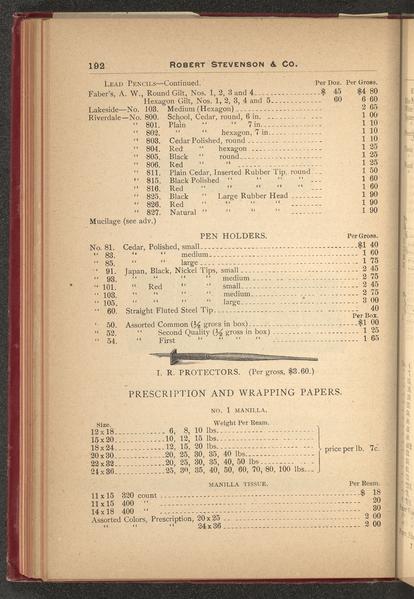 192 ROBERT STEVENSON & CO.
LEAD PENCILS—Continued. Per Doz. Per Gross.
Faber's, A. W., Round Gilt, Nos. 1, 2, 3 and 4 $ 45 $4 80
Hexagon Gilt, Nos. 1, 2, 3, 4 and 5 60 6 60
Lakeside—No. 103. Medium (Hexagon) 2 65
Riverdale—No. 800. School, Cedar, round, 6 in. 1 00
" 801. Plain " " 7 in. 1 10
" 802. " " hexagon, 7 in. 1 10
" 803. Cedar Polished, round 1 10
" 804. Red " hexagon 1 25
" 805. Black " round 1 25
" 806. Red " " 1 25
" 811. Plain Cedar, Inserted Rubber Tip, round 1 50
" 815. Black Polished " " " " 1 60
" 816. Red " " " " " 1 60
" 825. Black " Large Rubber Head 1 90
" 826. Red " " " " 1 90
" 827. Natural " " " " 1 90
Mucilage (see adv.)
PEN HOLDERS. Per Gross.
No. 81. Cedar, Polished, small $1 40
" 83. " " medium 1 60
" 85. " " large 1 75
" 91. Japan, Black, Nickel Tips, small 2 45
" 93. " " " " medium 2 75
" 101. " Red " " small 2 45
" 103. " " " " medium 2 75
" 105. " " " " large 3 00
" 60. Straight Fluted Steel Tip 40
Per Box.
" 50. Assorted Common (¼ gross in box) $1 00
" 52. " Second Quality (¼ gross in box) 1 25
" 54. " First " " " " 1 65
I. R. PROTECTORS. (Per gross, $3.60.)
PRESCRIPTION AND WRAPPING PAPERS.
NO. 1 MANILLA.
Size. Weight Per Ream.
12 x 18 6, 8, 10 lbs.
15 x 20 10, 12, 15 lbs.
18 x 24 12, 15, 20 lbs.
20 x 30 20, 25, 30, 35, 40 lbs. price per lb. 7c.
22 x 32 20, 25, 30, 35, 40, 50 lbs
24 x 36 25, 30, 35, 40, 50, 60, 70, 80, 100 lbs.
MANILLA TISSUE. Per Ream.
11 x 15 320 count $ 18
11 x 15 400 " 20
14 x 18 400 " 30
Assorted Colors, Prescription, 20 x 25 2 00
" " " 24 x 36 2 00